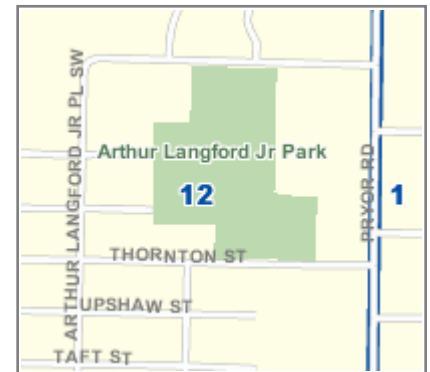 ARTHUR LANGFORD JR PL SW
Arthur Langford Jr Park
12
PRYOR RD
1
THORNTON ST
UPSHAW ST
TAFT ST